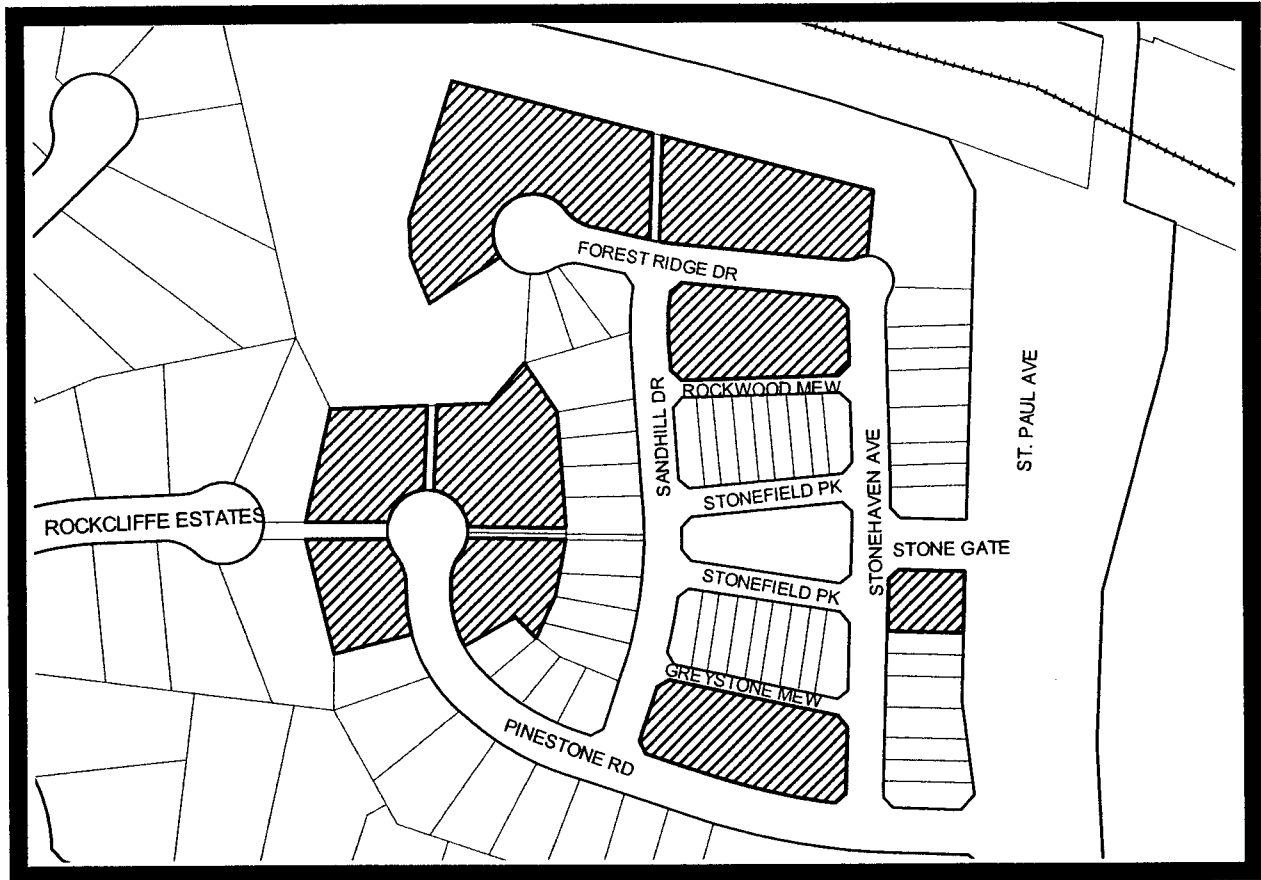 FOREST RIDGE DR
ROCKWOOD MEW
SANDHILL DR
ST. PAUL AVE
STONEHAVEN AVE
STONEFIELD PK
ROCKCLIFFE ESTATES
STONE GATE
STONEFIELD PK
GREYSTONE MEW
PINESTONE RD